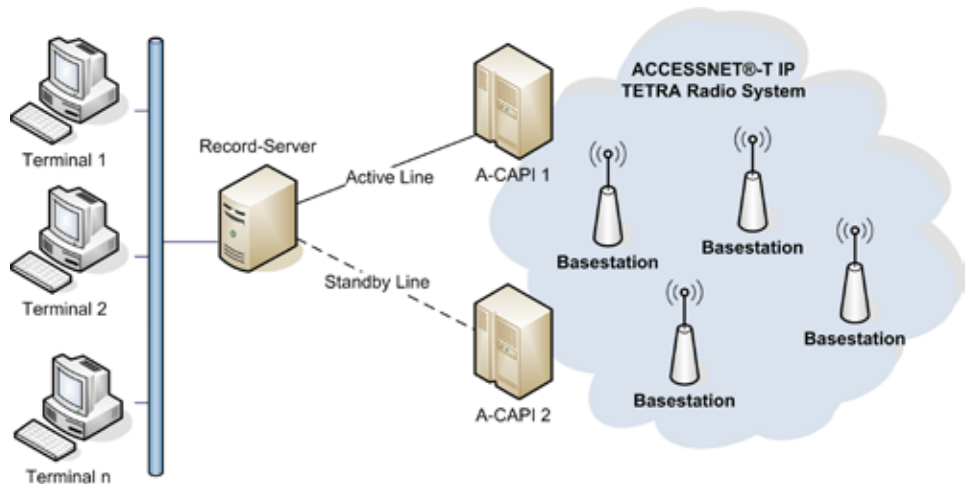 ACCESSNET®-T IP
TETRA Radio System
Terminal 1
Record-Server
Active Line
A-CAPI 1
Basestation
Basestation
Basestation
Basestation
Terminal 2
Standby Line
A-CAPI 2
Terminal n